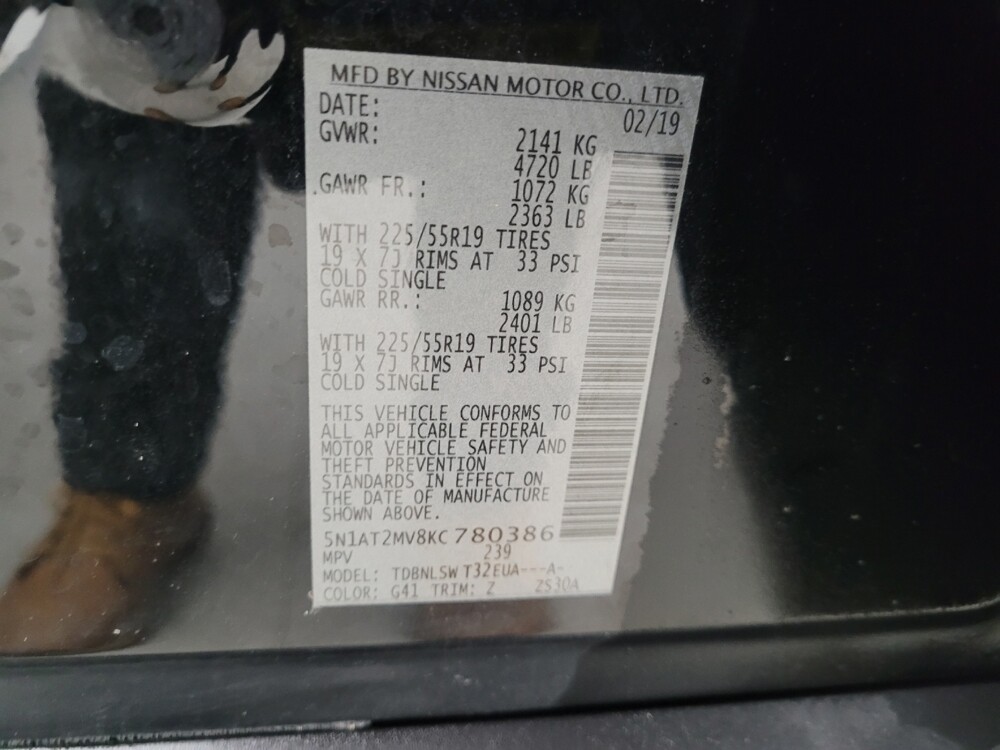 MFD BY NISSAN MOTOR CO., LTD.
DATE: 02/19
GVWR: 2141 KG
4720 LB
GAWR FR.: 1072 KG
2363 LB
WITH 225/55R19 TIRES
19 X 7J RIMS AT 33 PSI
COLD SINGLE
GAWR RR.: 1089 KG
2401 LB
WITH 225/55R19 TIRES
19 X 7J RIMS AT 33 PSI
COLD SINGLE
THIS VEHICLE CONFORMS TO
ALL APPLICABLE FEDERAL
MOTOR VEHICLE SAFETY AND
THEFT PREVENTION
STANDARDS IN EFFECT ON
THE DATE OF MANUFACTURE
SHOWN ABOVE.
5N1AT2MV8KC 780386
MPV 239
MODEL: TDBNLSW T32EUA---A-
COLOR: G41 TRIM: Z ZS30A